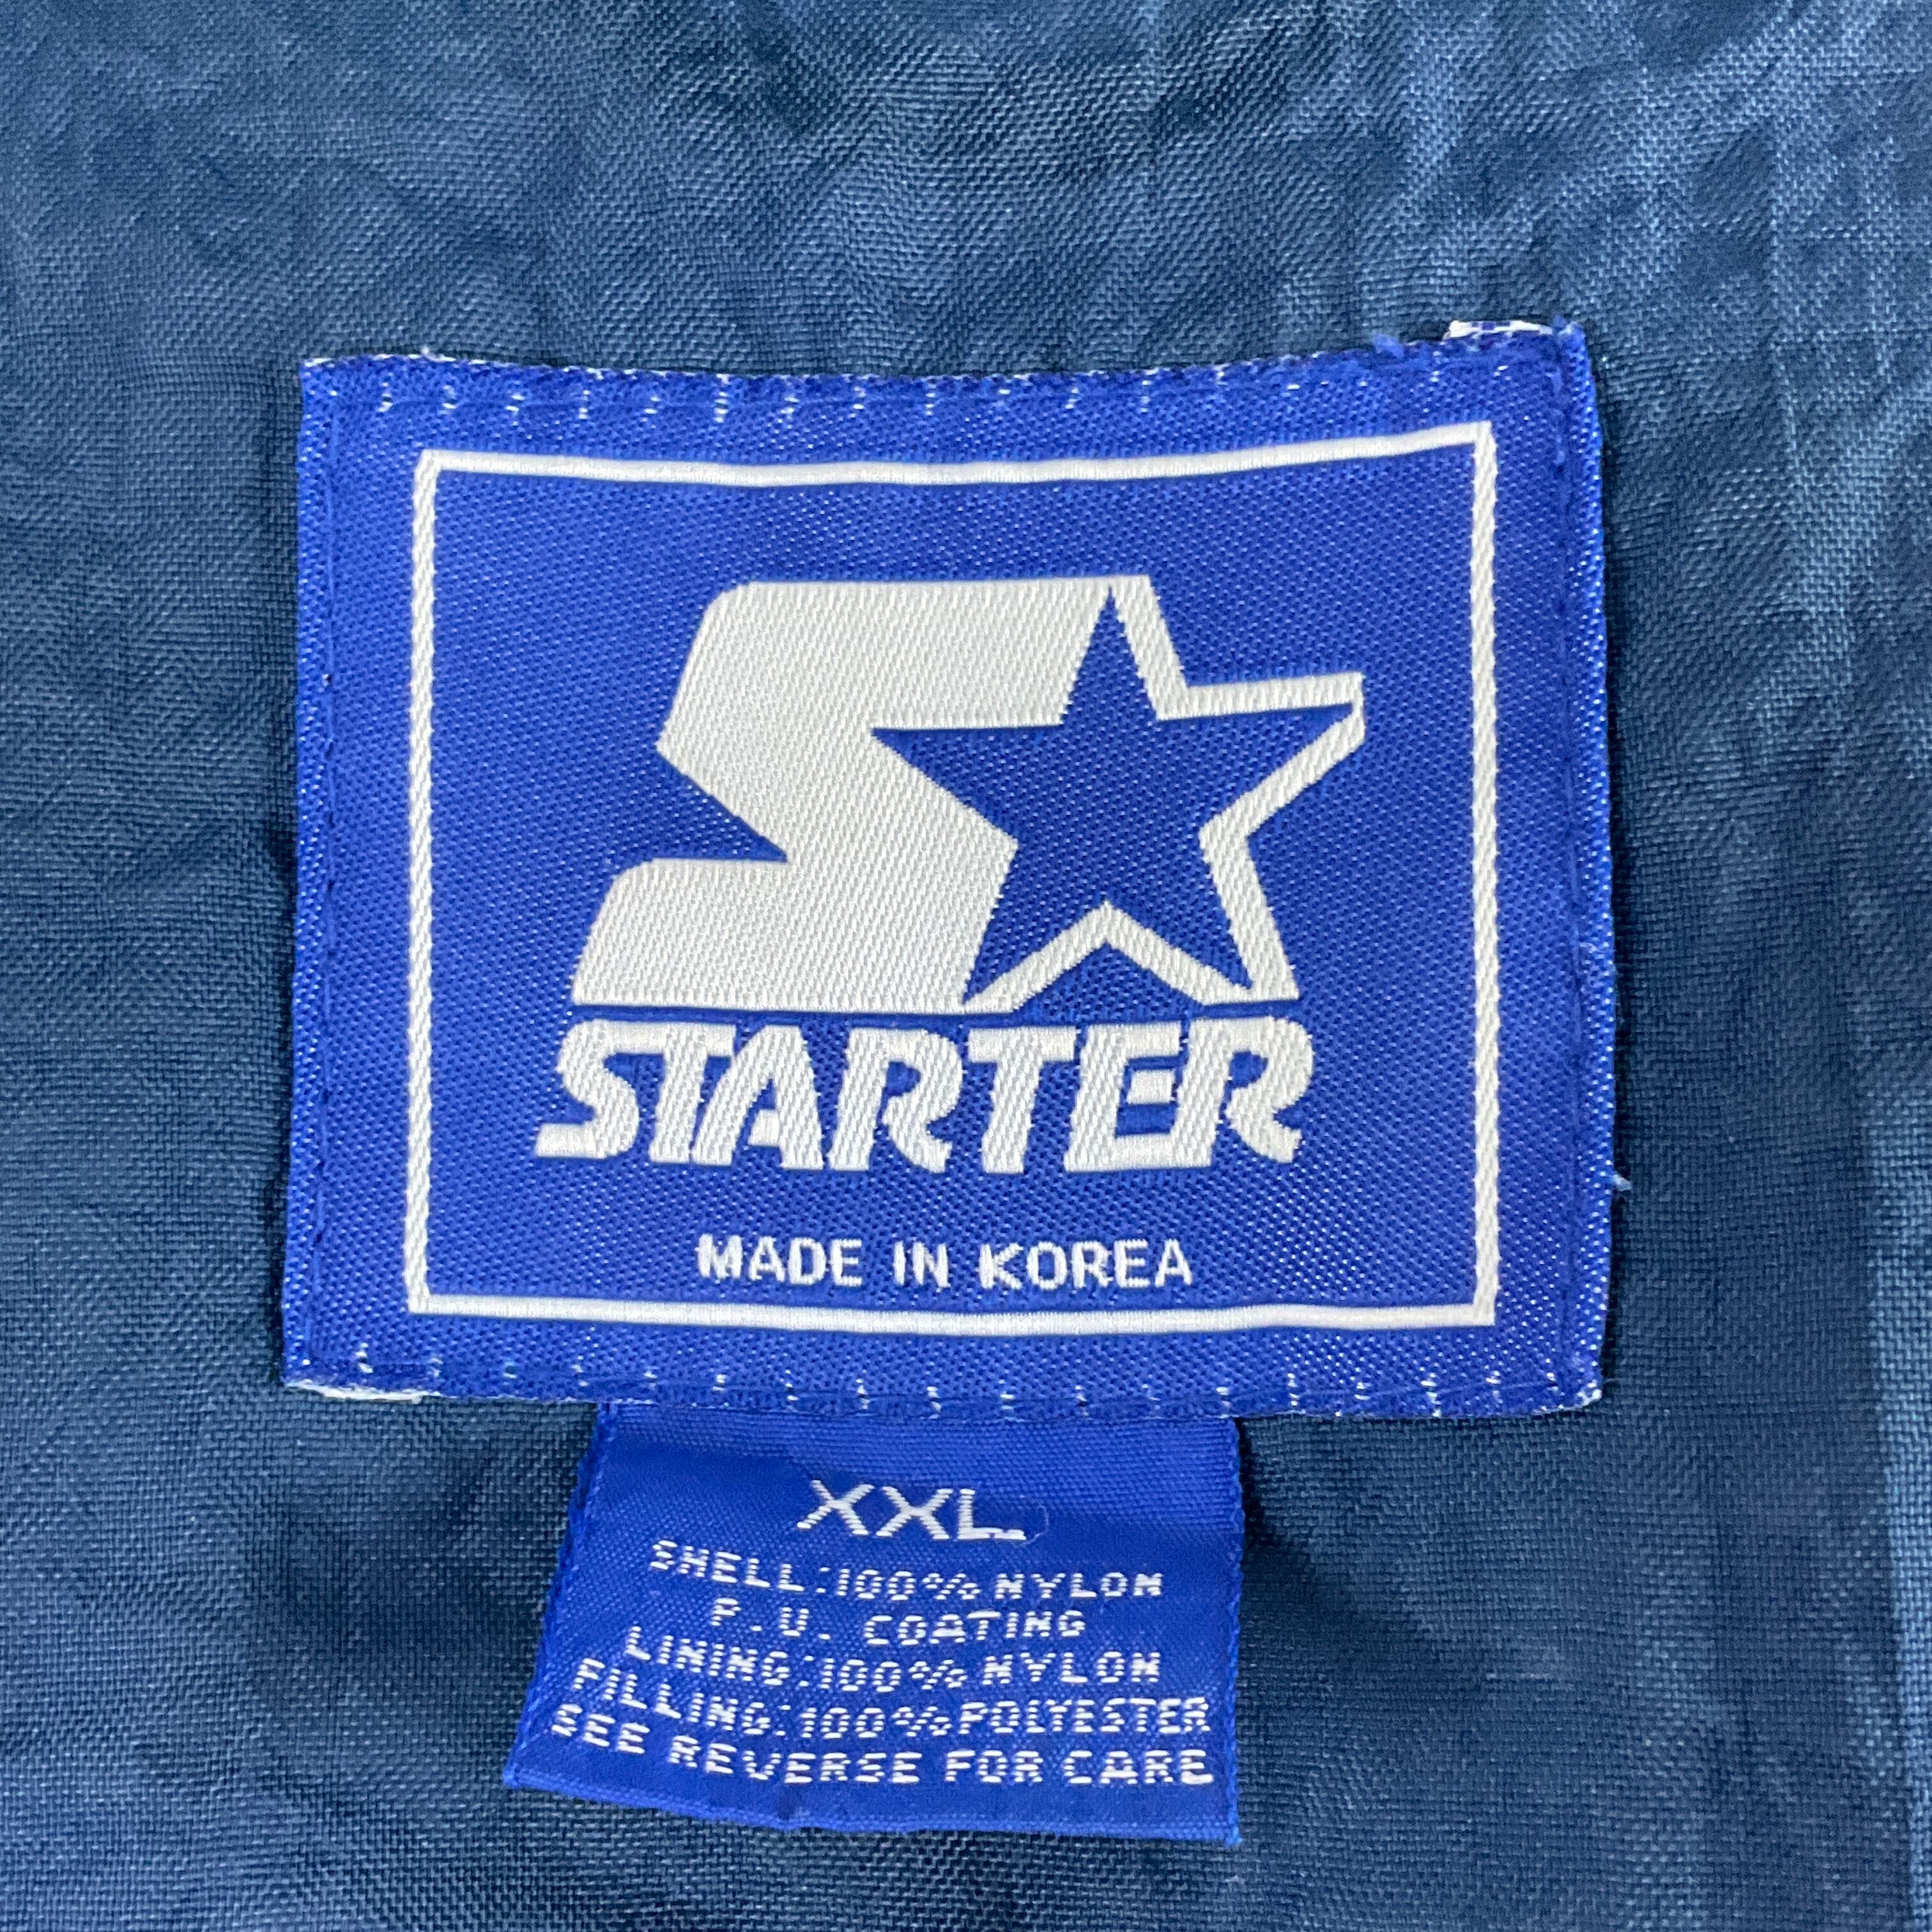 STARTER
MADE IN KOREA
XXL
SHELL:100% NYLON
P.U. COATING
LINING:100% NYLON
FILLING:100% POLYESTER
SEE REVERSE FOR CARE